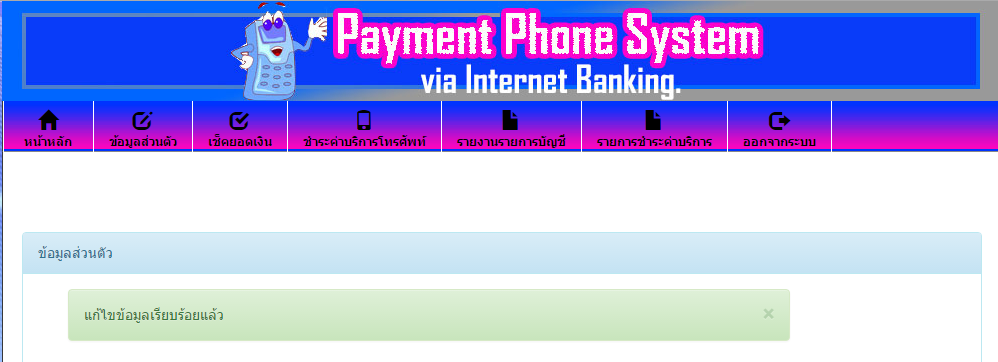 Payment Phone System
via Internet Banking.
หน้าหลัก ข้อมูลส่วนตัว เช็คยอดเงิน ชำระค่าบริการโทรศัพท์ รายงานรายการบัญชี รายการชำระค่าบริการ ออกจากระบบ
ข้อมูลส่วนตัว
แก้ไขข้อมูลเรียบร้อยแล้ว ×